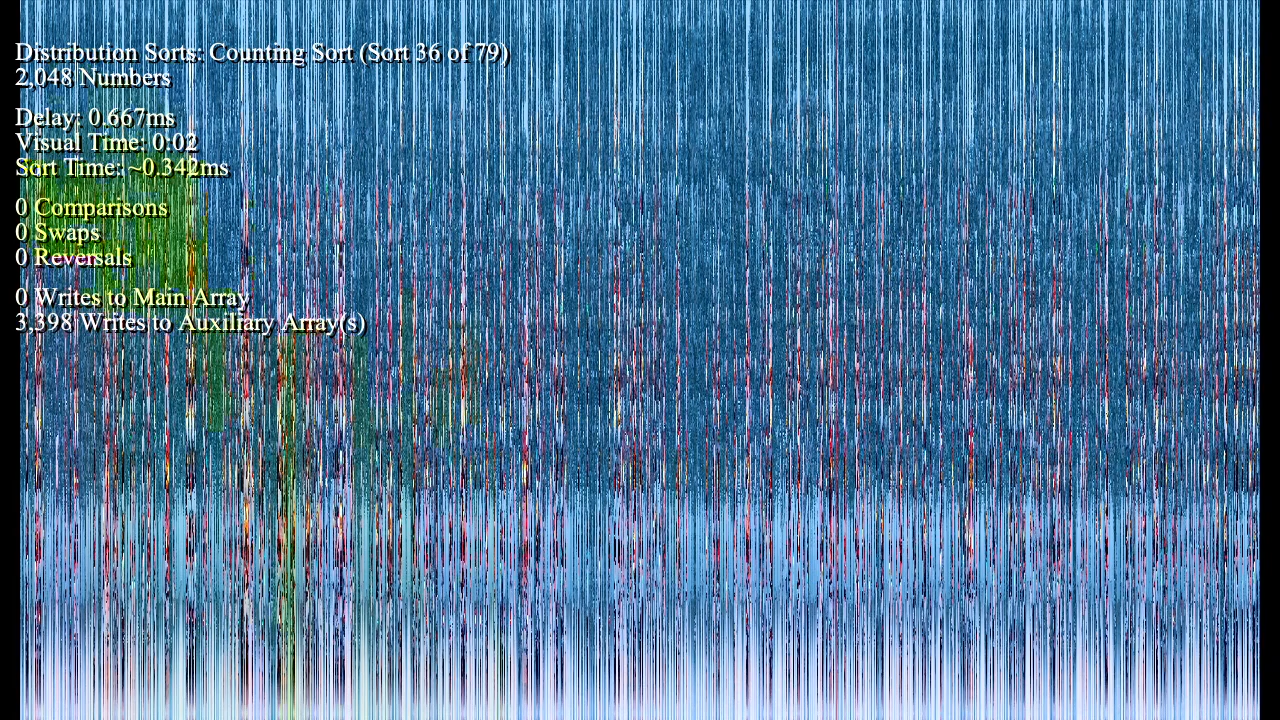 Distribution Sorts: Counting Sort (Sort 36 of 79)
2,048 Numbers
Delay: 0.667ms
Visual Time: 0:02
Sort Time: ~0.342ms
0 Comparisons
0 Swaps
0 Reversals
0 Writes to Main Array
3,398 Writes to Auxiliary Array(s)